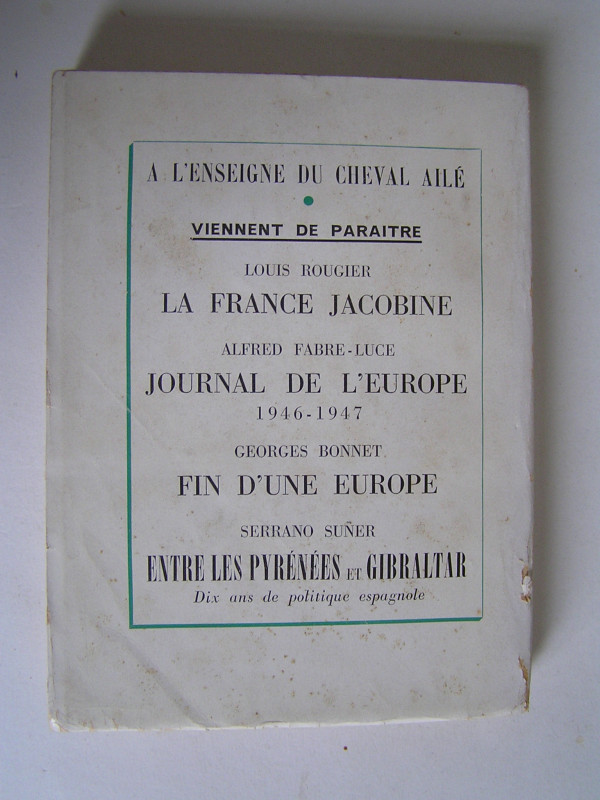 A L'ENSEIGNE DU CHEVAL AILÉ
VIENNENT DE PARAITRE
LOUIS ROUGIER
LA FRANCE JACOBINE
ALFRED FABRE-LUCE
JOURNAL DE L'EUROPE
1946-1947
GEORGES BONNET
FIN D'UNE EUROPE
SERRANO SUÑER
ENTRE LES PYRÉNÉES ET GIBRALTAR
Dix ans de politique espagnole